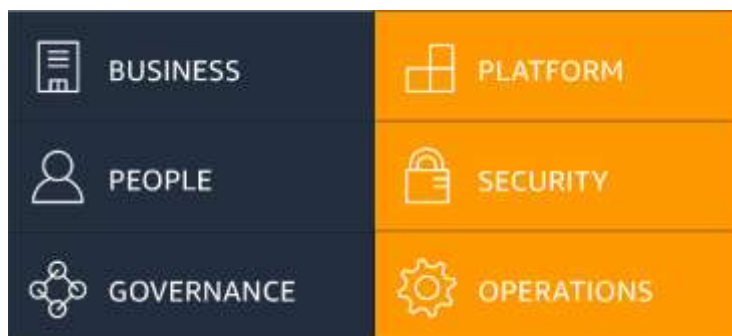 BUSINESS
PLATFORM
PEOPLE
SECURITY
GOVERNANCE
OPERATIONS